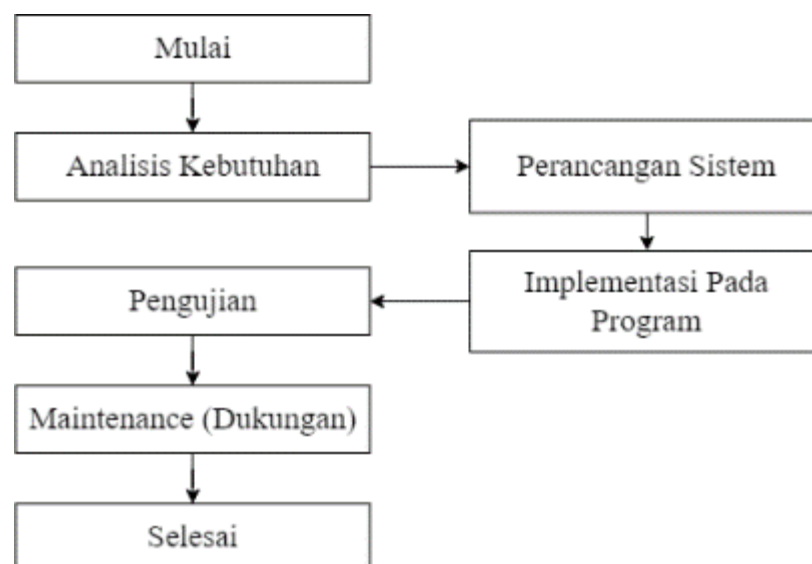 Mulai
Analisis Kebutuhan
Perancangan Sistem
Implementasi Pada
Program
Pengujian
Maintenance (Dukungan)
Selesai